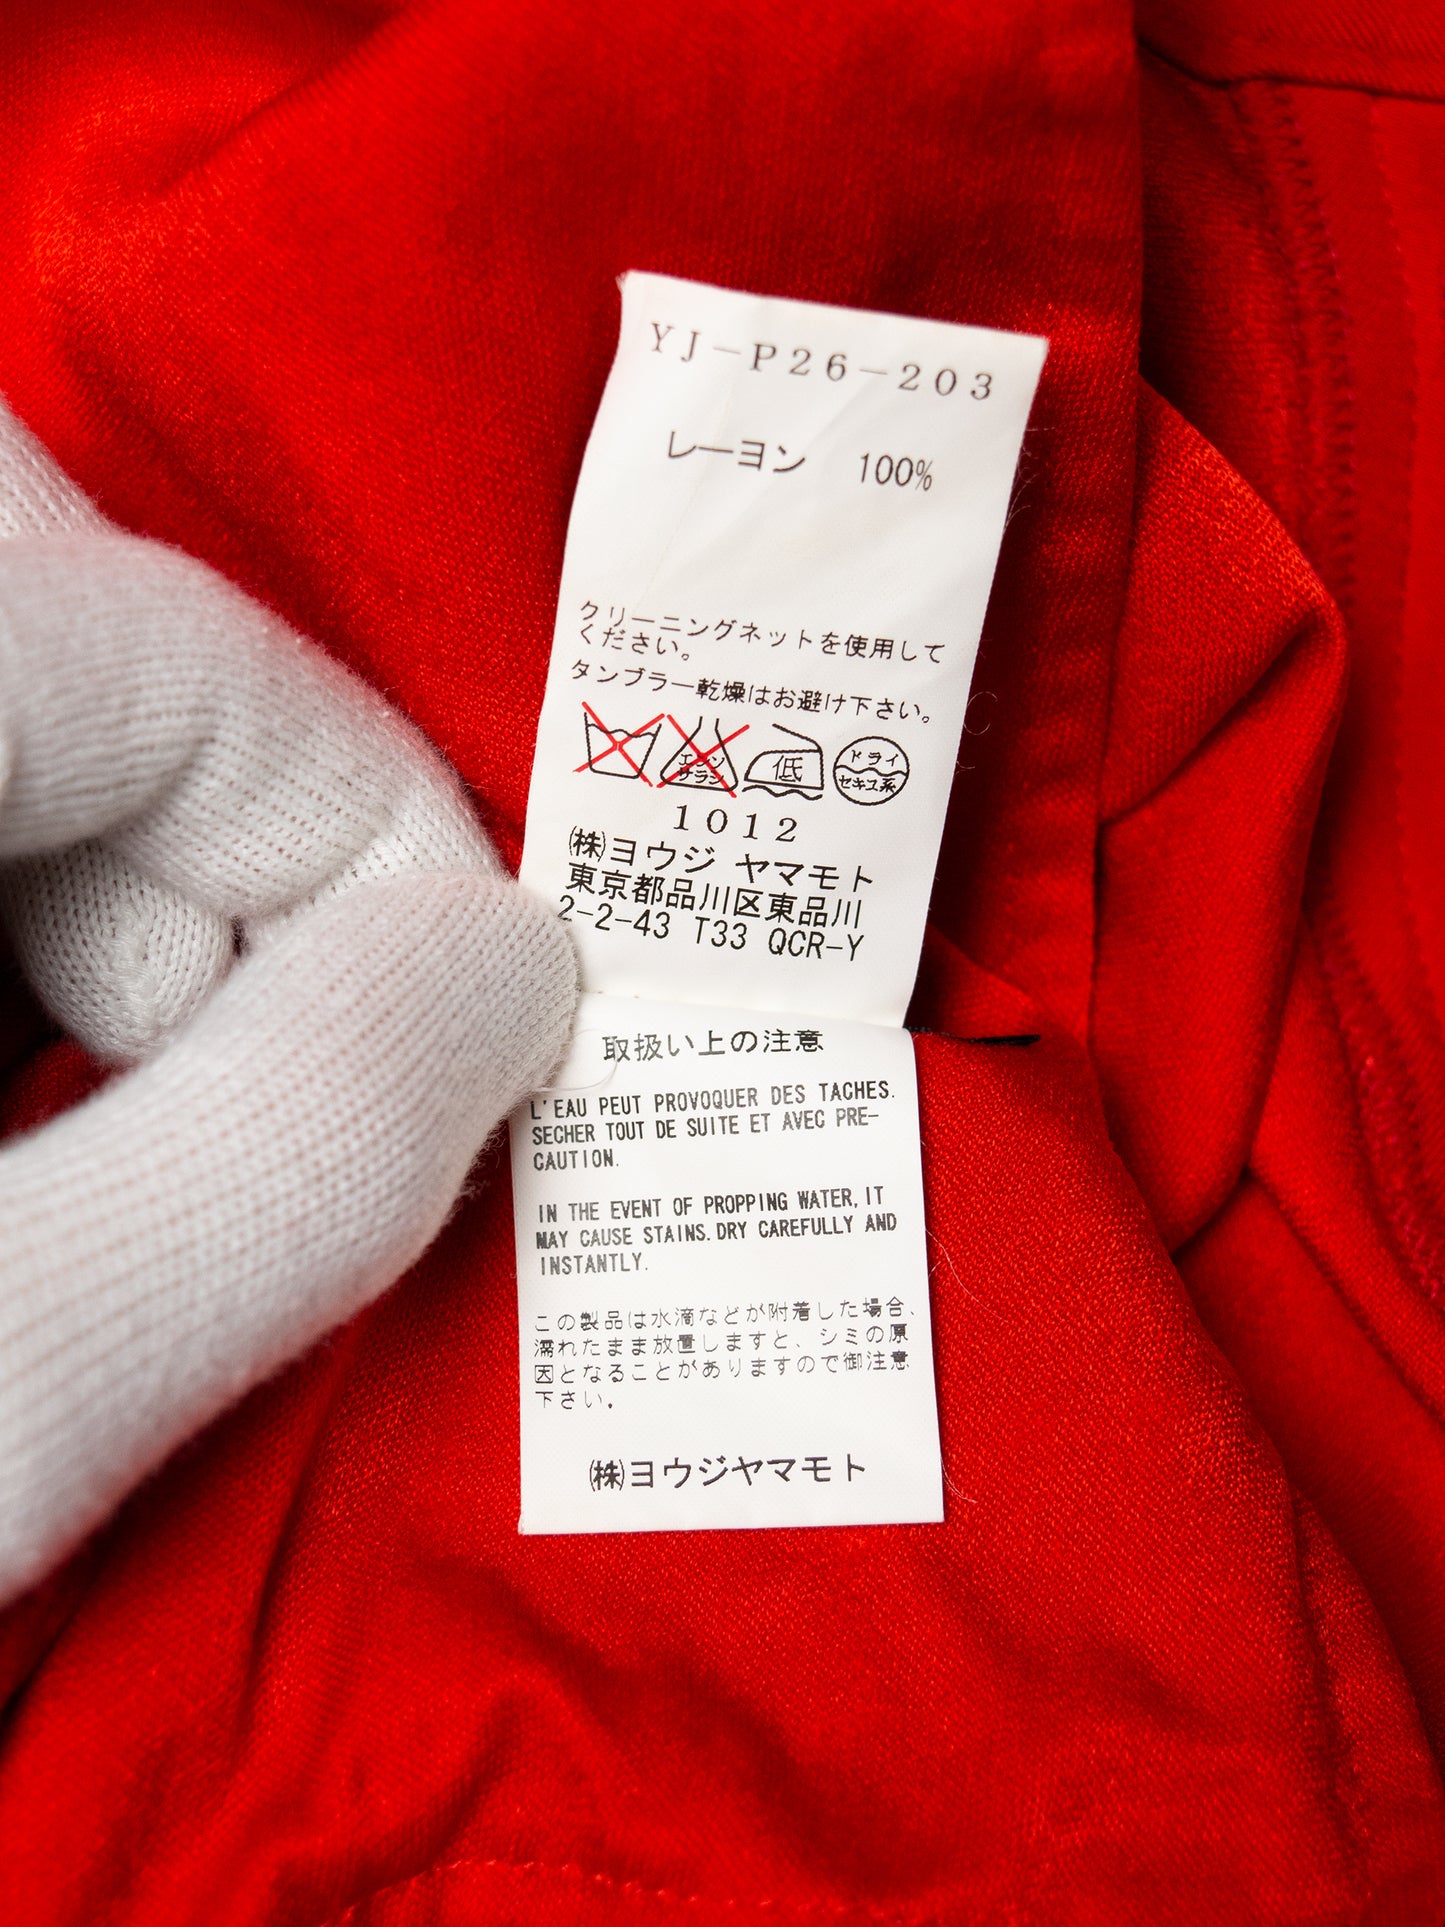 YJ-P26-203
レーヨン 100%
クリーニングネットを使用して
ください。
タンブラー乾燥はお避け下さい。
エンソ
サラシ
低
ドライ
セキユ系
1012
㈱ヨウジ ヤマモト
東京都品川区東品川
2-2-43 T33 QCR-Y
取扱い上の注意
L'EAU PEUT PROVOQUER DES TACHES.
SECHER TOUT DE SUITE ET AVEC PRE-
CAUTION.
IN THE EVENT OF PROPPING WATER, IT
MAY CAUSE STAINS. DRY CAREFULLY AND
INSTANTLY.
この製品は水滴などが附着した場合、
濡れたまま放置しますと、シミの原
因となることがありますので御注意
下さい。
㈱ヨウジヤマモト